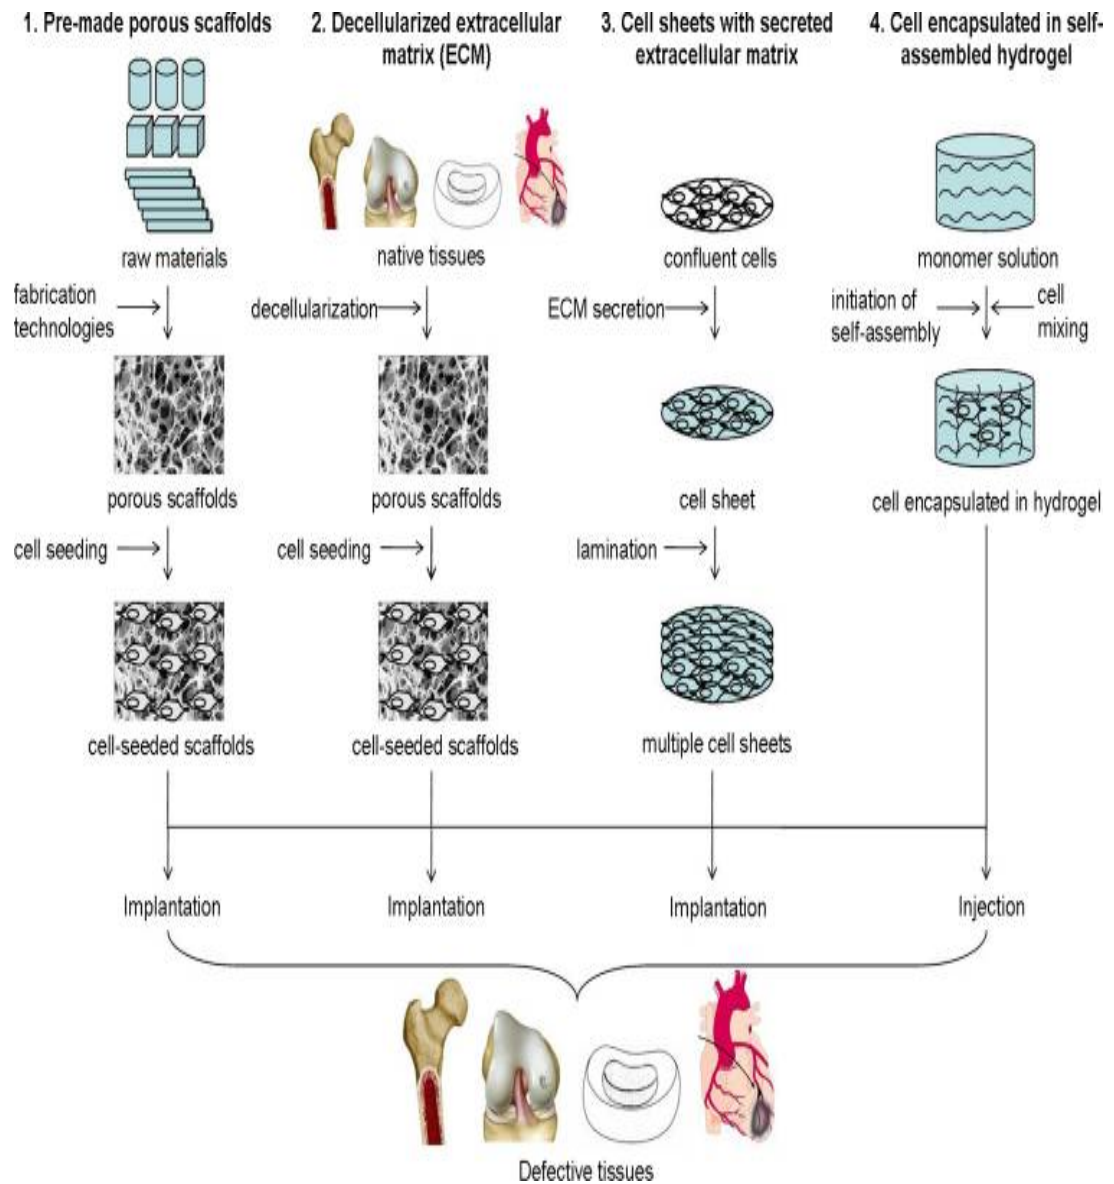 1. Pre-made porous scaffolds
2. Decellularized extracellular
matrix (ECM)
3. Cell sheets with secreted
extracellular matrix
4. Cell encapsulated in self-
assembled hydrogel
raw materials
native tissues
confluent cells
monomer solution
fabrication
technologies
decellularization
ECM secretion
initiation of
self-assembly
cell
mixing
porous scaffolds
porous scaffolds
cell sheet
cell encapsulated in hydrogel
cell seeding
cell seeding
lamination
cell-seeded scaffolds
cell-seeded scaffolds
multiple cell sheets
Implantation
Implantation
Implantation
Injection
Defective tissues